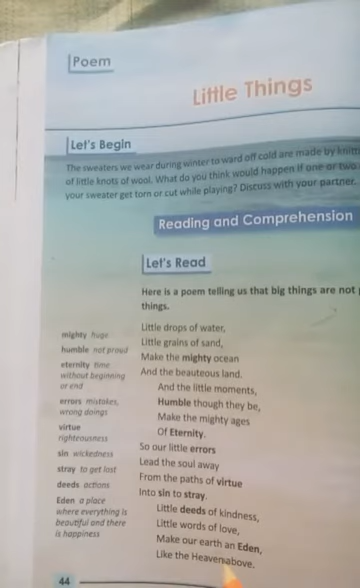 Poem
Little Things
Let's Begin
The sweaters we wear during winter to ward off cold are made by
of little knots of wool. What do you think would happen if one or two
your sweater get torn or cut while playing? Discuss with your partner.
Reading and Comprehension
Let's Read
Here is a poem telling us that big things are not
things.
mighty huge
humble not proud
eternity time
without beginning
or end
errors mistakes,
wrong doings
virtue
righteousness
sin wickedness
stray to get lost
deeds actions
Eden a place
where everything is
beautiful and there
is happiness
Little drops of water,
Little grains of sand,
Make the mighty ocean
And the beauteous land.
And the little moments,
Humble though they be,
Make the mighty ages
Of Eternity.
So our little errors
Lead the soul away
From the paths of virtue
Into sin to stray.
Little deeds of kindness,
Little words of love,
Make our earth an Eden,
Like the Heaven above.
44